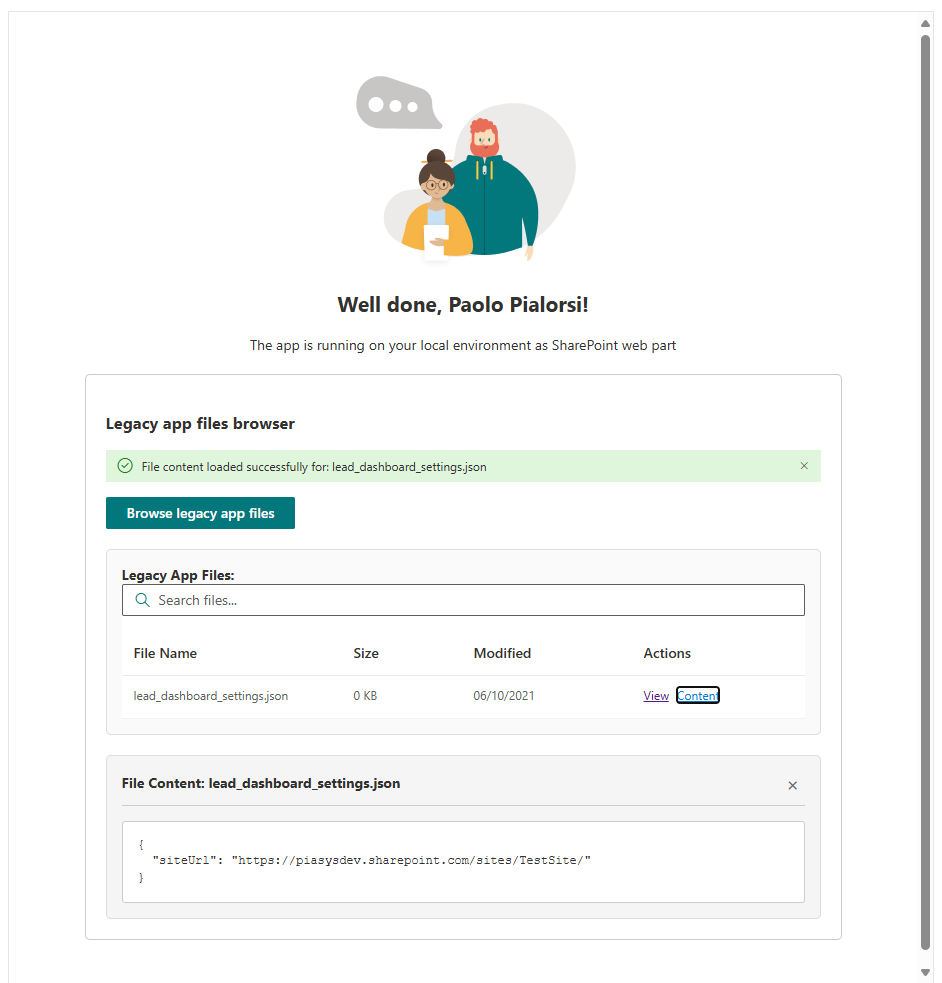 Well done, Paolo Pialorsi!
The app is running on your local environment as SharePoint web part
Legacy app files browser
File content loaded successfully for: lead_dashboard_settings.json
Browse legacy app files
Legacy App Files:
Search files...
File Name Size Modified Actions
lead_dashboard_settings.json 0 KB 06/10/2021 View Content
File Content: lead_dashboard_settings.json
{
"siteUrl": "https://piasysdev.sharepoint.com/sites/TestSite/"
}